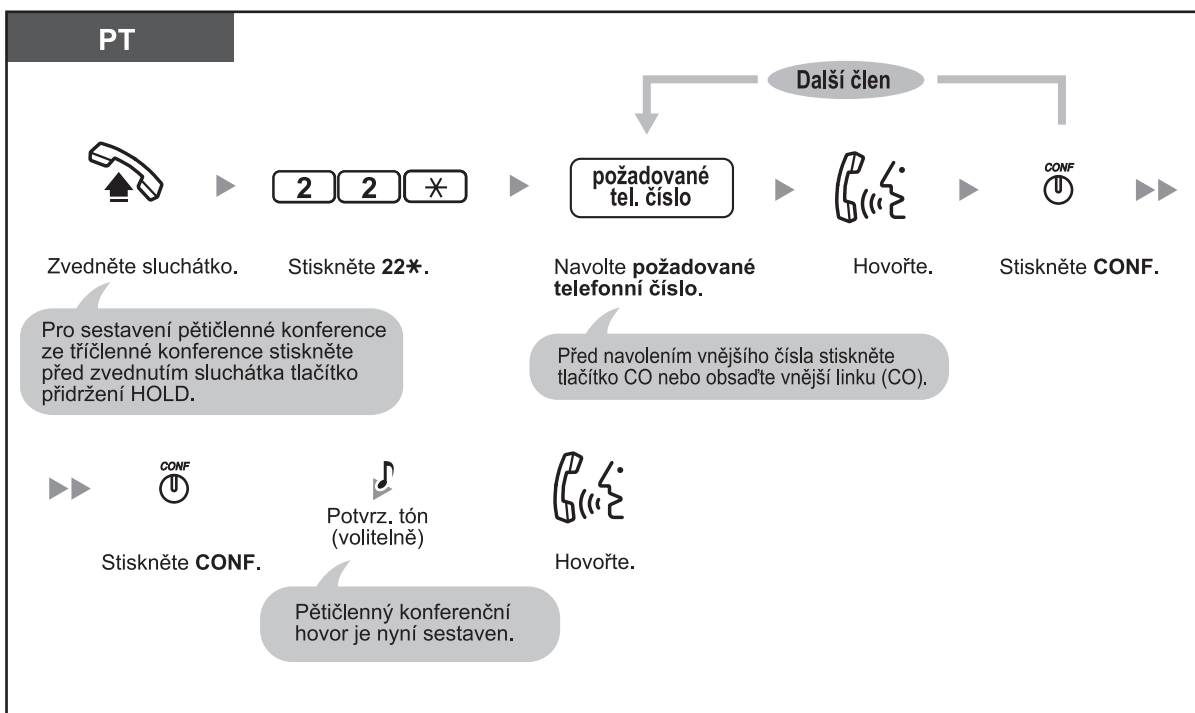 PT
Další člen
CONF
2 2 ✳
požadované
tel. číslo
Zvedněte sluchátko.
Stiskněte 22✳.
Navolte požadované
telefonní číslo.
Hovořte.
Stiskněte CONF.
Pro sestavení pětičlenné konference
ze tříčlenné konference stiskněte
před zvednutím sluchátka tlačítko
přidržení HOLD.
Před navolením vnějšího čísla stiskněte
tlačítko CO nebo obsaďte vnější linku (CO).
CONF
Stiskněte CONF.
Potvrz. tón
(volitelně)
Hovořte.
Pětičlenný konferenční
hovor je nyní sestaven.